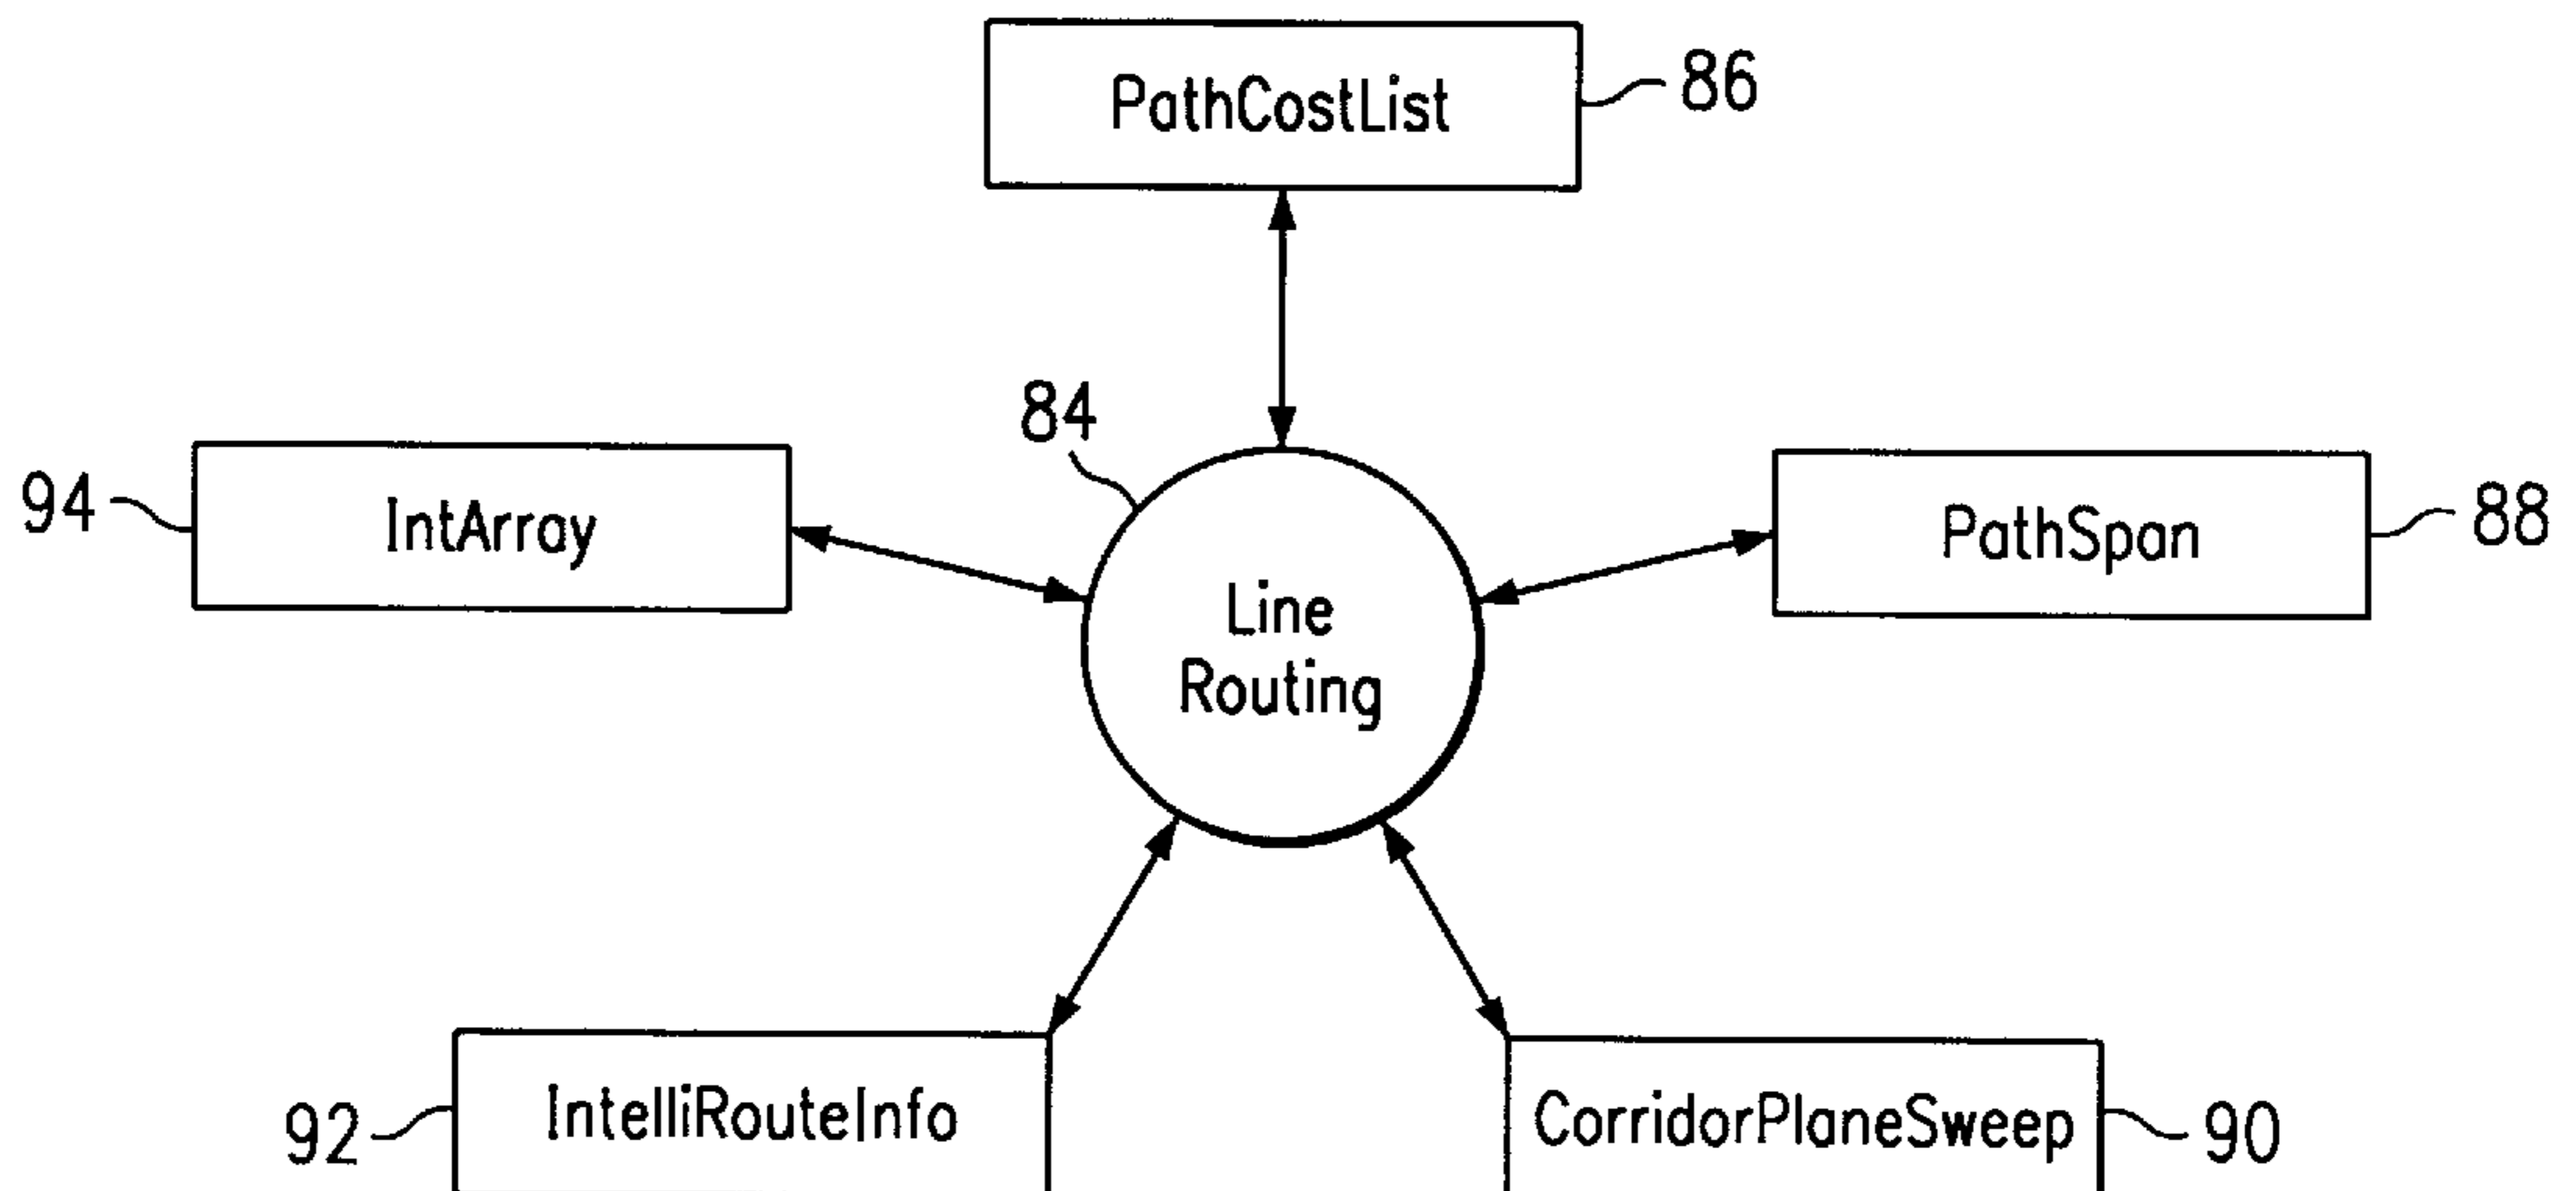 PathCostList
86
84
94
IntArray
PathSpan
88
Line
Routing
92
IntelliRouteInfo
CorridorPlaneSweep
90